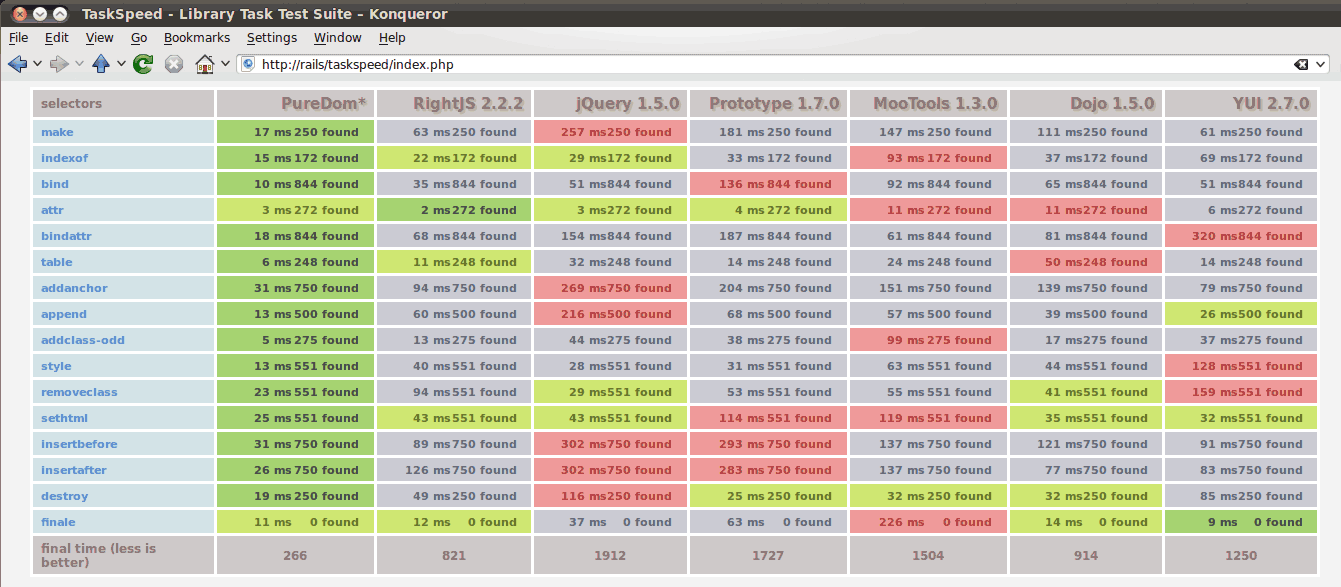 TaskSpeed - Library Task Test Suite – Konqueror
File Edit View Go Bookmarks Settings Window Help
http://rails/taskspeed/index.php
selectors PureDom* RightJS 2.2.2 jQuery 1.5.0 Prototype 1.7.0 MooTools 1.3.0 Dojo 1.5.0 YUI 2.7.0
make 17 ms 250 found 63 ms 250 found 257 ms 250 found 181 ms 250 found 147 ms 250 found 111 ms 250 found 61 ms 250 found
indexof 15 ms 172 found 22 ms 172 found 29 ms 172 found 33 ms 172 found 93 ms 172 found 37 ms 172 found 69 ms 172 found
bind 10 ms 844 found 35 ms 844 found 51 ms 844 found 136 ms 844 found 92 ms 844 found 65 ms 844 found 51 ms 844 found
attr 3 ms 272 found 2 ms 272 found 3 ms 272 found 4 ms 272 found 11 ms 272 found 11 ms 272 found 6 ms 272 found
bindattr 18 ms 844 found 68 ms 844 found 154 ms 844 found 187 ms 844 found 61 ms 844 found 81 ms 844 found 320 ms 844 found
table 6 ms 248 found 11 ms 248 found 32 ms 248 found 14 ms 248 found 24 ms 248 found 50 ms 248 found 14 ms 248 found
addanchor 31 ms 750 found 94 ms 750 found 269 ms 750 found 204 ms 750 found 151 ms 750 found 139 ms 750 found 79 ms 750 found
append 13 ms 500 found 60 ms 500 found 216 ms 500 found 68 ms 500 found 57 ms 500 found 39 ms 500 found 26 ms 500 found
addclass-odd 5 ms 275 found 13 ms 275 found 44 ms 275 found 38 ms 275 found 99 ms 275 found 17 ms 275 found 37 ms 275 found
style 13 ms 551 found 40 ms 551 found 28 ms 551 found 31 ms 551 found 63 ms 551 found 44 ms 551 found 128 ms 551 found
removeclass 23 ms 551 found 94 ms 551 found 29 ms 551 found 53 ms 551 found 55 ms 551 found 41 ms 551 found 159 ms 551 found
sethtml 25 ms 551 found 43 ms 551 found 43 ms 551 found 114 ms 551 found 119 ms 551 found 35 ms 551 found 32 ms 551 found
insertbefore 31 ms 750 found 89 ms 750 found 302 ms 750 found 293 ms 750 found 137 ms 750 found 121 ms 750 found 91 ms 750 found
insertafter 26 ms 750 found 126 ms 750 found 302 ms 750 found 283 ms 750 found 137 ms 750 found 77 ms 750 found 83 ms 750 found
destroy 19 ms 250 found 49 ms 250 found 116 ms 250 found 25 ms 250 found 32 ms 250 found 32 ms 250 found 85 ms 250 found
finale 11 ms 0 found 12 ms 0 found 37 ms 0 found 63 ms 0 found 226 ms 0 found 14 ms 0 found 9 ms 0 found
final time (less is
better) 266 821 1912 1727 1504 914 1250